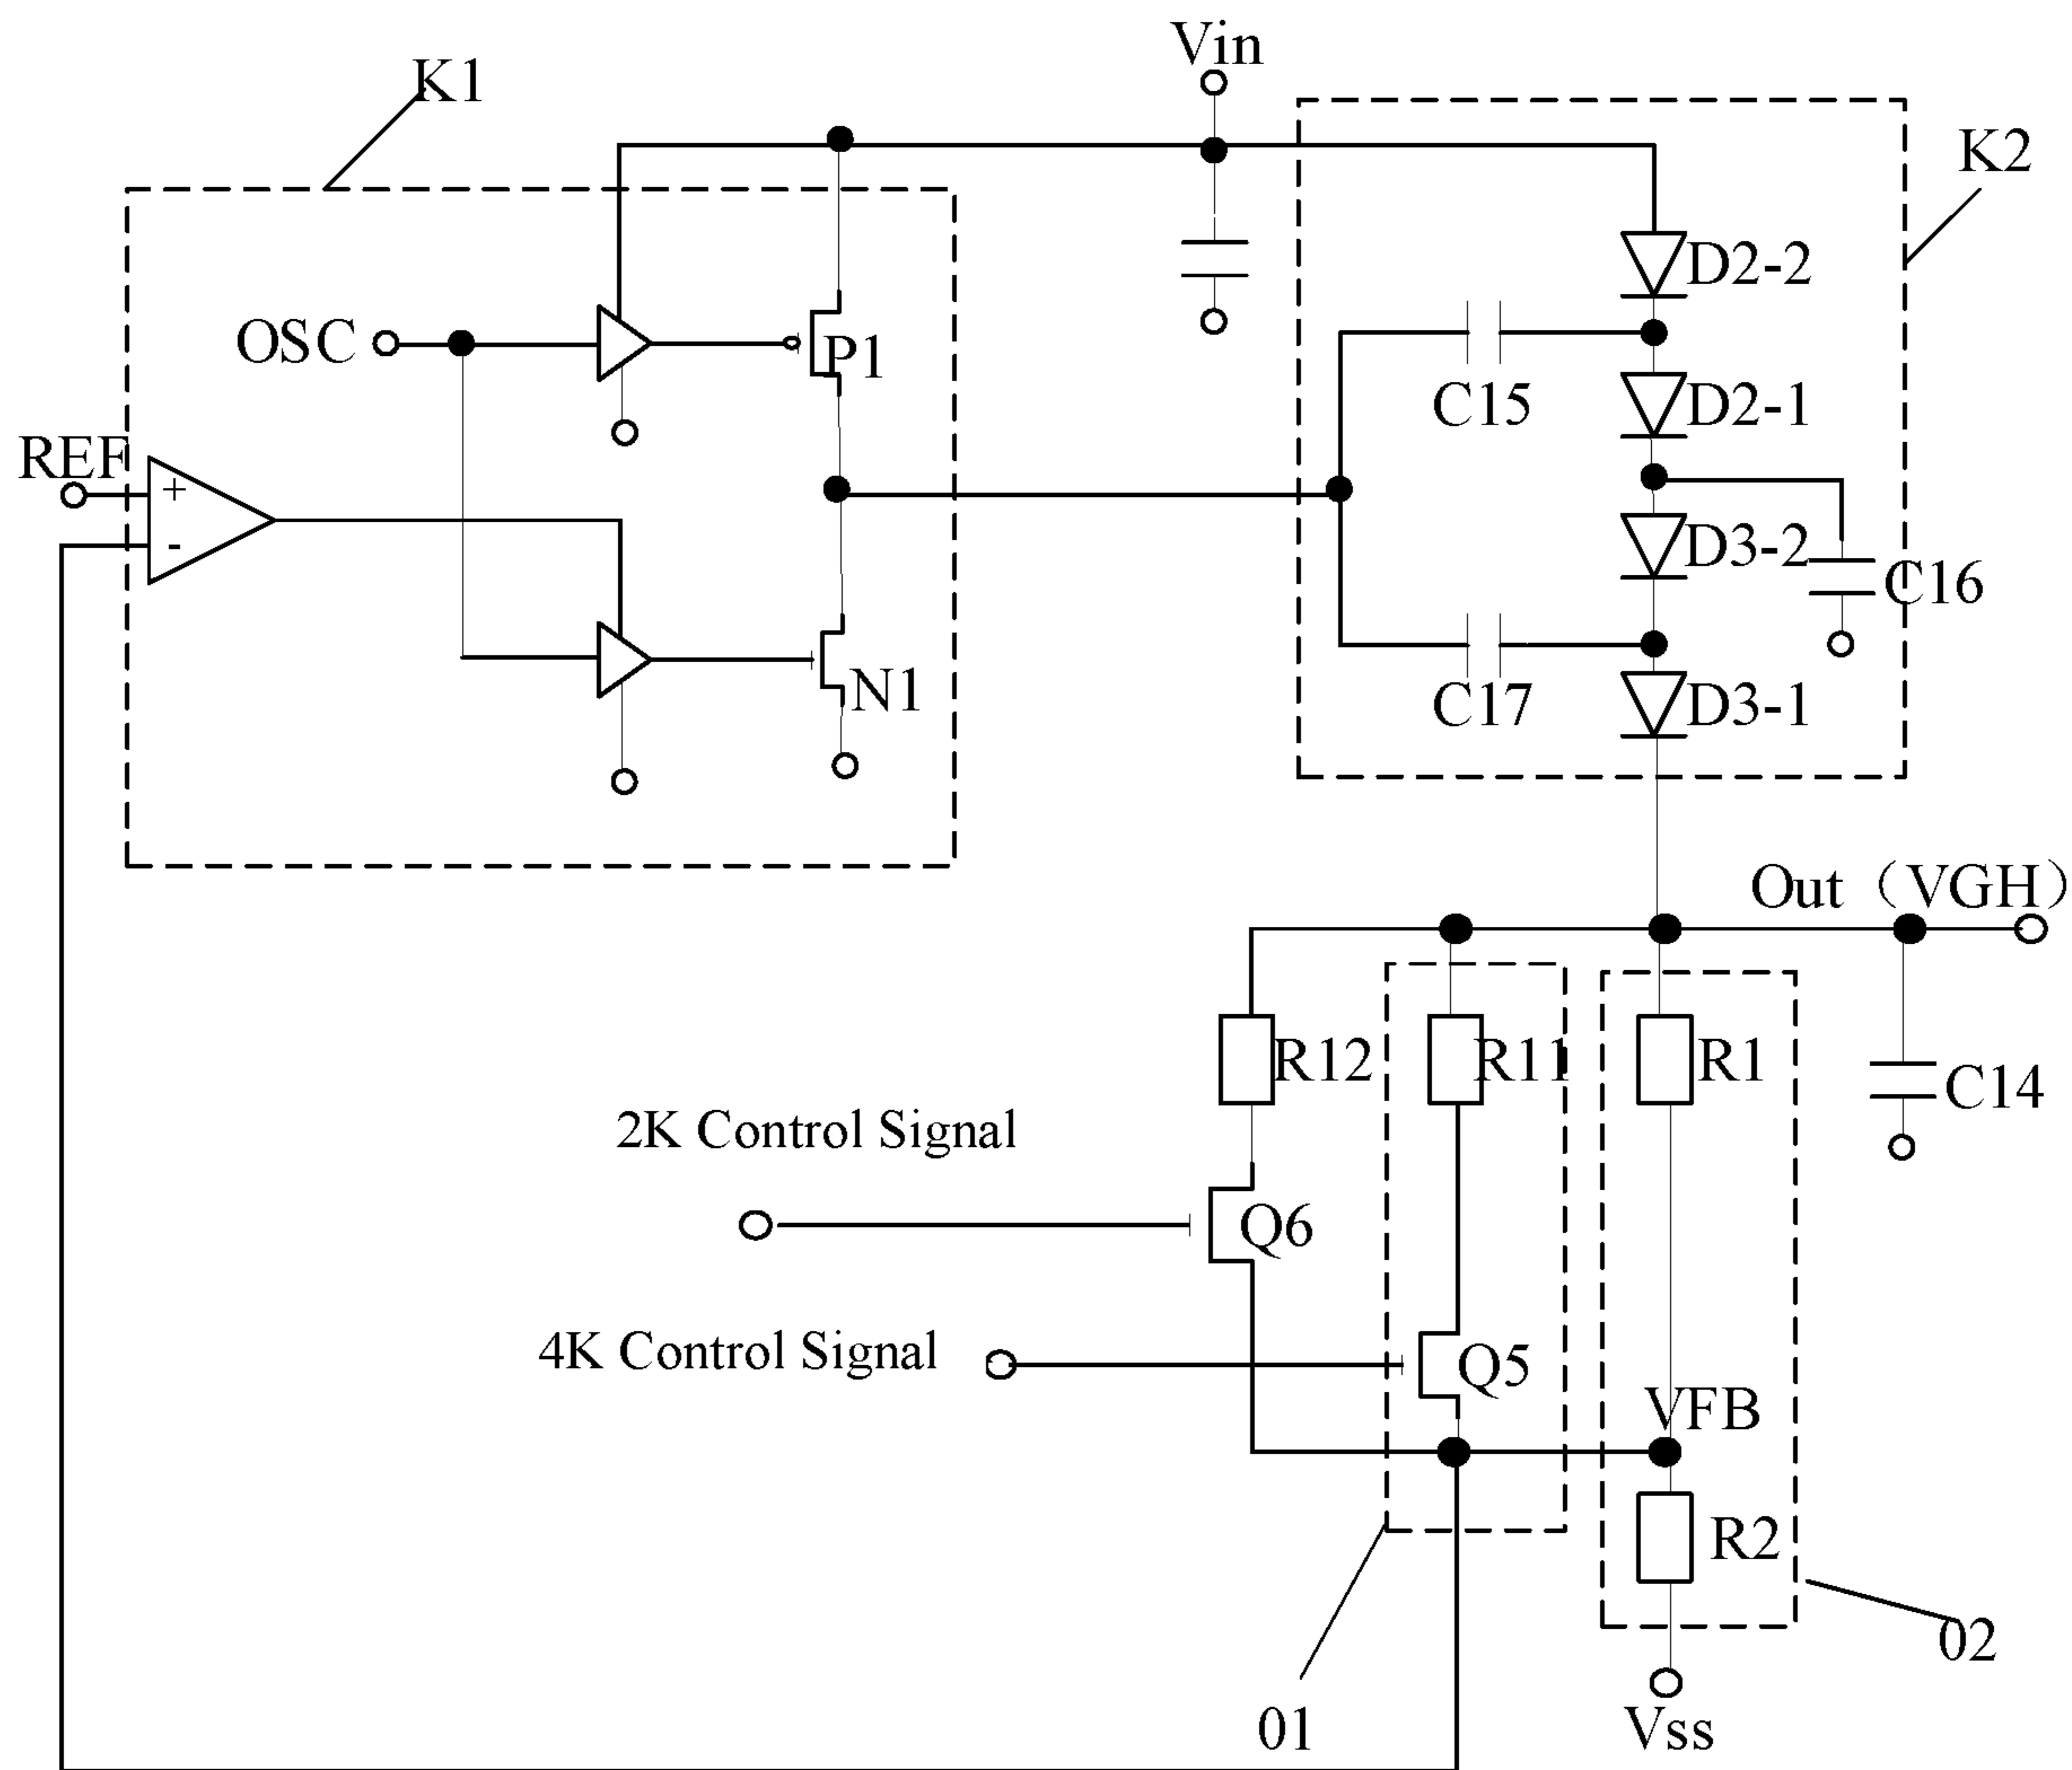 Vin
K1
K2
D2-2
OSC
P1
C15
D2-1
REF
+
-
D3-2
C16
N1
C17
D3-1
Out（VGH）
R12
R11
R1
C14
2K Control Signal
Q6
4K Control Signal
Q5
VFB
R2
02
01
Vss